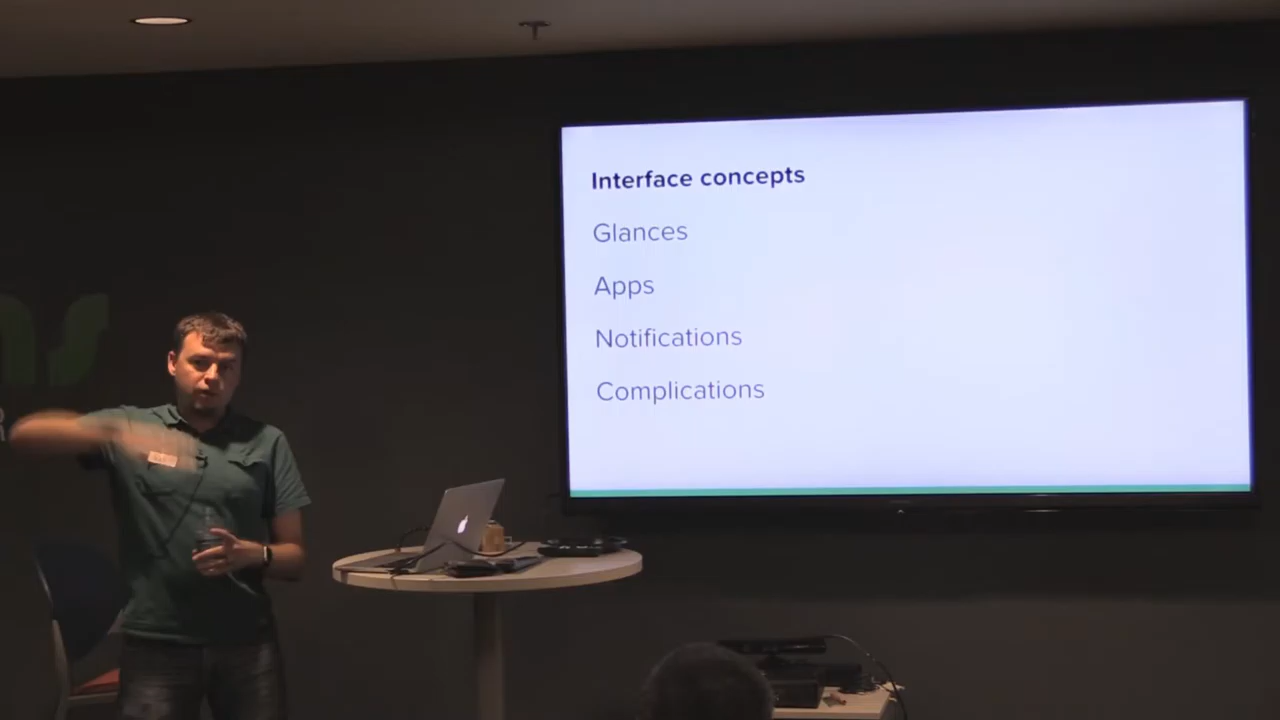 Interface concepts
Glances
Apps
Notifications
Complications